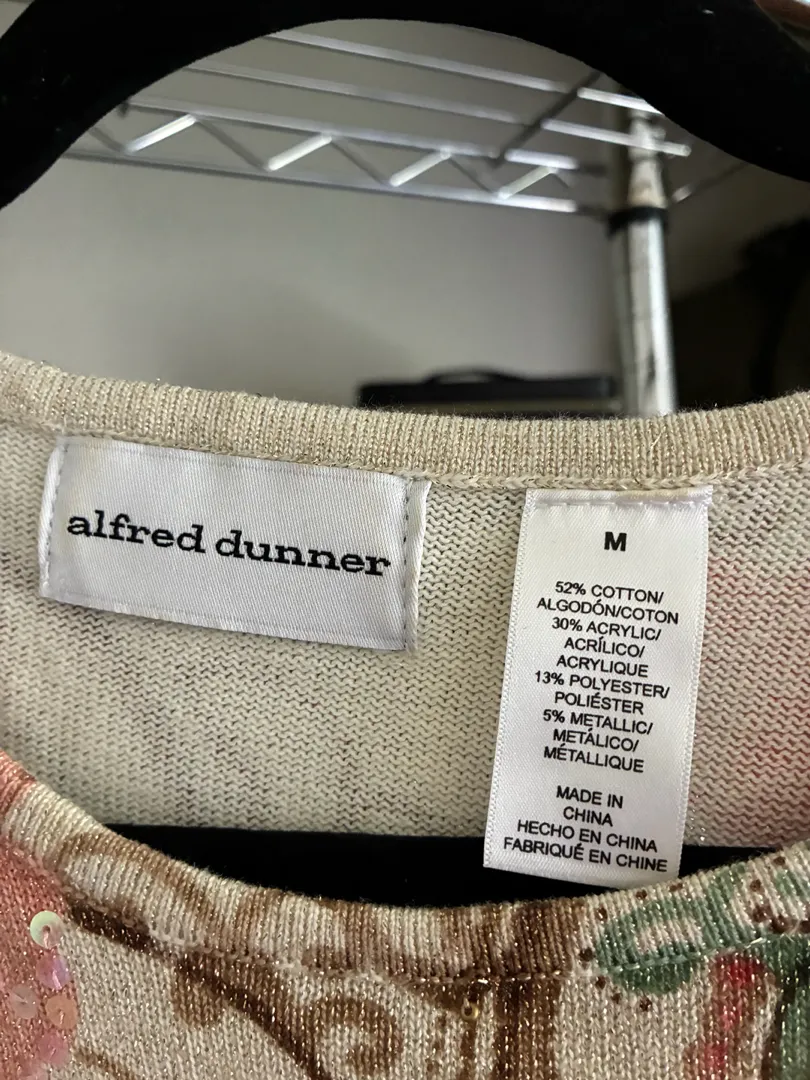 alfred dunner
M
52% COTTON/
ALGODÓN/COTON
30% ACRYLIC/
ACRÍLICO/
ACRYLIQUE
13% POLYESTER/
POLIÉSTER
5% METALLIC/
METÁLICO/
MÉTALLIQUE
MADE IN
CHINA
HECHO EN CHINA
FABRIQUÉ EN CHINE